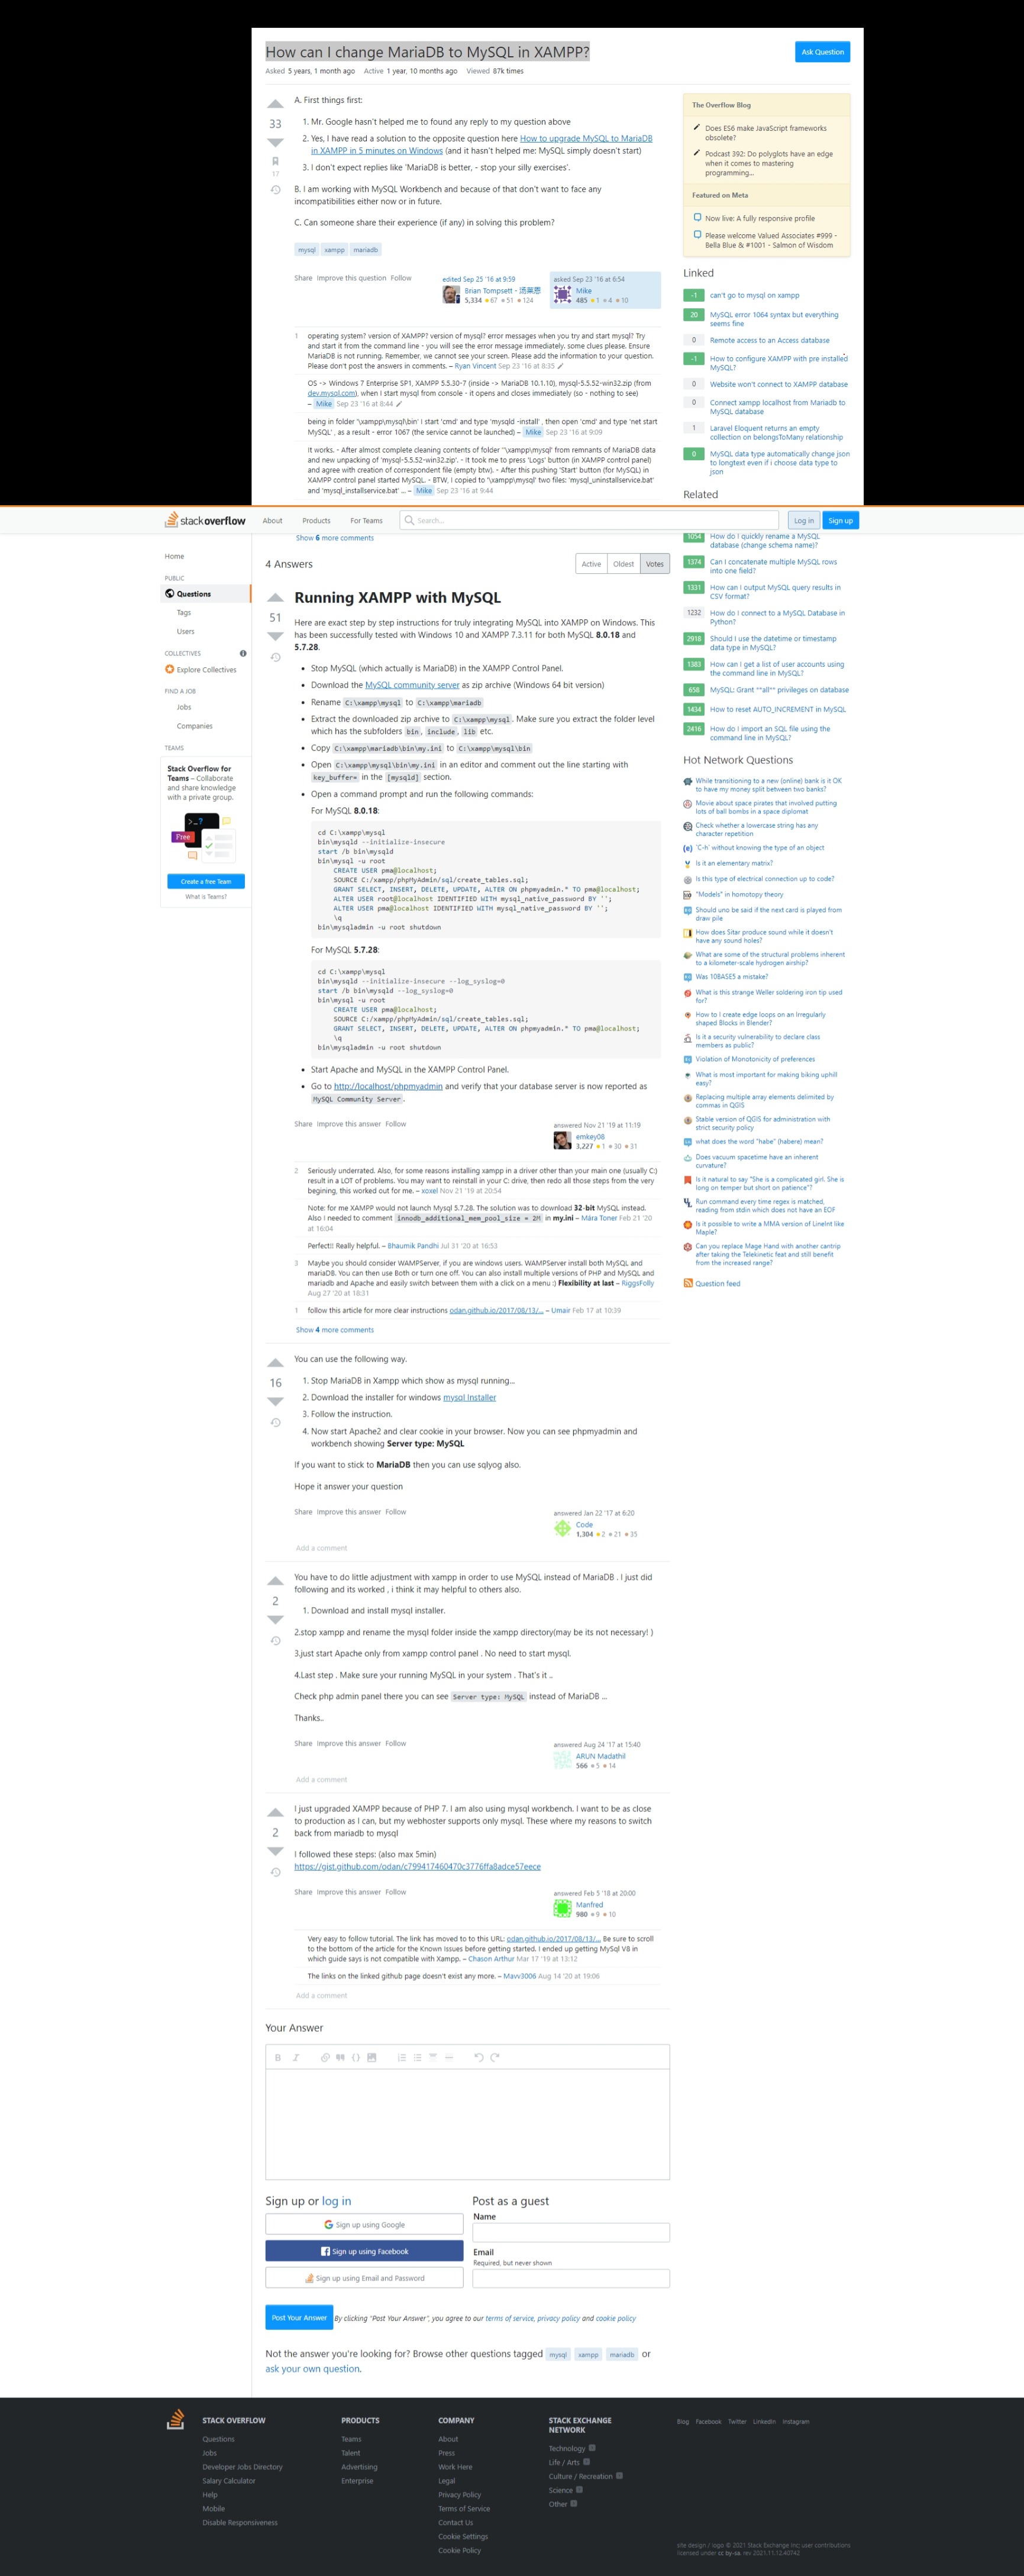 How can I change MariaDB to MySQL in XAMPP?
Ask Question
Asked 5 years, 1 month ago Active 1 year, 10 months ago Viewed 87k times
33
17
A. First things first:
1. Mr. Google hasn't helped me to found any reply to my question above
2. Yes, I have read a solution to the opposite question here How to upgrade MySQL to MariaDB
in XAMPP in 5 minutes on Windows (and it hasn't helped me: MySQL simply doesn't start)
3. I don't expect replies like 'MariaDB is better, - stop your silly exercises'.
B. I am working with MySQL Workbench and because of that don't want to face any
incompatibilities either now or in future.
C. Can someone share their experience (if any) in solving this problem?
mysql xampp mariadb
Share Improve this question Follow
edited Sep 25 '16 at 9:59
Brian Tompsett - 汤莱恩
5,334 67 51 124
asked Sep 23 '16 at 6:54
Mike
485 1 4 10
1 operating system? version of XAMPP? version of mysql? error messages when you try and start mysql? Try
and start it from the command line - you will see the error message immediately. some clues please. Ensure
MariaDB is not running. Remember, we cannot see your screen. Please add the information to your question.
Please don't post the answers in comments. – Ryan Vincent Sep 23 '16 at 8:35
OS -> Windows 7 Enterprise SP1, XAMPP 5.5.30-7 (inside -> MariaDB 10.1.10), mysql-5.5.52-win32.zip (from
dev.mysql.com), when I start mysql from console - it opens and closes immediately (so - nothing to see)
– Mike Sep 23 '16 at 8:44
being in folder '\xampp\mysql\bin' I start 'cmd' and type 'mysqld -install' , then open 'cmd' and type 'net start
MySQL' , as a result - error 1067 (the service cannot be launched) – Mike Sep 23 '16 at 9:09
It works. - After almost complete cleaning contents of folder '\xampp\mysql' from remnants of MariaDB data
and new unpacking of 'mysql-5.5.52-win32.zip'. - It took me to press 'Logs' button (in XAMPP control panel)
and agree with creation of correspondent file (empty btw). - After this pushing 'Start' button (for MySQL) in
XAMPP control panel started MySQL. - BTW, I copied to '\xampp\mysql' two files: 'mysql_uninstallservice.bat'
and 'mysql_installservice.bat' ... – Mike Sep 23 '16 at 9:44
The Overflow Blog
Does ES6 make JavaScript frameworks
obsolete?
Podcast 392: Do polyglots have an edge
when it comes to mastering
programming...
Featured on Meta
Now live: A fully responsive profile
Please welcome Valued Associates #999 -
Bella Blue & #1001 - Salmon of Wisdom
Linked
-1 can't go to mysql on xampp
20 MySQL error 1064 syntax but everything
seems fine
0 Remote access to an Access database
-1 How to configure XAMPP with pre installed
MySQL?
0 Website won't connect to XAMPP database
0 Connect xampp localhost from Mariadb to
MySQL database
1 Laravel Eloquent returns an empty
collection on belongsToMany relationship
0 MySQL data type automatically change json
to longtext even if i choose data type to
json
Related
stackoverflow About Products For Teams Search... Log in Sign up
Home
PUBLIC
Questions
Tags
Users
COLLECTIVES
Explore Collectives
FIND A JOB
Jobs
Companies
TEAMS
Stack Overflow for
Teams – Collaborate
and share knowledge
with a private group.
>_?
Free
Create a free Team
What is Teams?
Show 6 more comments
4 Answers
Active Oldest Votes
51
Running XAMPP with MySQL
Here are exact step by step instructions for truly integrating MySQL into XAMPP on Windows. This
has been successfully tested with Windows 10 and XAMPP 7.3.11 for both MySQL 8.0.18 and
5.7.28.
• Stop MySQL (which actually is MariaDB) in the XAMPP Control Panel.
• Download the MySQL community server as zip archive (Windows 64 bit version)
• Rename C:\xampp\mysql to C:\xampp\mariadb
• Extract the downloaded zip archive to C:\xampp\mysql. Make sure you extract the folder level
which has the subfolders bin, include, lib etc.
• Copy C:\xampp\mariadb\bin\my.ini to C:\xampp\mysql\bin
• Open C:\xampp\mysql\bin\my.ini in an editor and comment out the line starting with
key_buffer= in the [mysqld] section.
• Open a command prompt and run the following commands:
For MySQL 8.0.18:
cd C:\xampp\mysql
bin\mysqld --initialize-insecure
start /b bin\mysqld
bin\mysql -u root
CREATE USER pma@localhost;
SOURCE C:/xampp/phpMyAdmin/sql/create_tables.sql;
GRANT SELECT, INSERT, DELETE, UPDATE, ALTER ON phpmyadmin.* TO pma@localhost;
ALTER USER root@localhost IDENTIFIED WITH mysql_native_password BY '';
ALTER USER pma@localhost IDENTIFIED WITH mysql_native_password BY '';
\q
bin\mysqladmin -u root shutdown
For MySQL 5.7.28:
cd C:\xampp\mysql
bin\mysqld --initialize-insecure --log_syslog=0
start /b bin\mysqld --log_syslog=0
bin\mysql -u root
CREATE USER pma@localhost;
SOURCE C:/xampp/phpMyAdmin/sql/create_tables.sql;
GRANT SELECT, INSERT, DELETE, UPDATE, ALTER ON phpmyadmin.* TO pma@localhost;
\q
bin\mysqladmin -u root shutdown
• Start Apache and MySQL in the XAMPP Control Panel.
• Go to http://localhost/phpmyadmin and verify that your database server is now reported as
MySQL Community Server.
Share Improve this answer Follow
answered Nov 21 '19 at 11:19
emkey08
3,227 1 30 31
2 Seriously underrated. Also, for some reasons installing xampp in a driver other than your main one (usually C:)
result in a LOT of problems. You may want to reinstall in your C: drive, then redo all those steps from the very
begining, this worked out for me. – xoxel Nov 21 '19 at 20:54
Note: for me XAMPP would not launch Mysql 5.7.28. The solution was to download 32-bit MySQL instead.
Also I needed to comment innodb_additional_mem_pool_size = 2M in my.ini – Mára Toner Feb 21 '20
at 16:04
Perfect!! Really helpful. – Bhaumik Pandhi Jul 31 '20 at 16:53
3 Maybe you should consider WAMPServer, if you are windows users. WAMPServer install both MySQL and
mariaDB. You can then use Both or turn one off. You can also install multiple versions of PHP and MySQL and
mariadb and Apache and easily switch between them with a click on a menu :) Flexibility at last – RiggsFolly
Aug 27 '20 at 18:31
1 follow this article for more clear instructions odan.github.io/2017/08/13/... – Umair Feb 17 at 10:39
Show 4 more comments
16
You can use the following way.
1. Stop MariaDB in Xampp which show as mysql running...
2. Download the installer for windows mysql Installer
3. Follow the instruction.
4. Now start Apache2 and clear cookie in your browser. Now you can see phpmyadmin and
workbench showing Server type: MySQL
If you want to stick to MariaDB then you can use sqlyog also.
Hope it answer your question
Share Improve this answer Follow
answered Jan 22 '17 at 6:20
Code
1,304 2 21 35
Add a comment
2
You have to do little adjustment with xampp in order to use MySQL instead of MariaDB . I just did
following and its worked , i think it may helpful to others also.
1. Download and install mysql installer.
2.stop xampp and rename the mysql folder inside the xampp directory(may be its not necessary! )
3.just start Apache only from xampp control panel . No need to start mysql.
4.Last step . Make sure your running MySQL in your system . That's it ..
Check php admin panel there you can see Server type: MySQL instead of MariaDB ...
Thanks..
Share Improve this answer Follow
answered Aug 24 '17 at 15:40
ARUN Madathil
566 5 14
Add a comment
2
I just upgraded XAMPP because of PHP 7. I am also using mysql workbench. I want to be as close
to production as I can, but my webhoster supports only mysql. These where my reasons to switch
back from mariadb to mysql
I followed these steps: (also max 5min)
https://gist.github.com/odan/c799417460470c3776ffa8adce57eece
Share Improve this answer Follow
answered Feb 5 '18 at 20:00
Manfred
980 9 10
Very easy to follow tutorial. The link has moved to to this URL: odan.github.io/2017/08/13/... Be sure to scroll
to the bottom of the article for the Known Issues before getting started. I ended up getting MySql V8 in
which guide says is not compatible with Xampp. – Chason Arthur Mar 17 '19 at 13:12
The links on the linked github page doesn't exist any more. – Mavv3006 Aug 14 '20 at 19:06
Add a comment
1054 How do I quickly rename a MySQL
database (change schema name)?
1374 Can I concatenate multiple MySQL rows
into one field?
1331 How can I output MySQL query results in
CSV format?
1232 How do I connect to a MySQL Database in
Python?
2918 Should I use the datetime or timestamp
data type in MySQL?
1383 How can I get a list of user accounts using
the command line in MySQL?
658 MySQL: Grant **all** privileges on database
1434 How to reset AUTO_INCREMENT in MySQL
2416 How do I import an SQL file using the
command line in MySQL?
Hot Network Questions
While transitioning to a new (online) bank is it OK
to have my money split between two banks?
Movie about space pirates that involved putting
lots of ball bombs in a space diplomat
Check whether a lowercase string has any
character repetition
'C-h' without knowing the type of an object
Is it an elementary matrix?
Is this type of electrical connection up to code?
"Models" in homotopy theory
Should uno be said if the next card is played from
draw pile
How does Sitar produce sound while it doesn't
have any sound holes?
What are some of the structural problems inherent
to a kilometer-scale hydrogen airship?
Was 10BASE5 a mistake?
What is this strange Weller soldering iron tip used
for?
How to I create edge loops on an Irregularly
shaped Blocks in Blender?
Is it a security vulnerability to declare class
members as public?
Violation of Monotonicity of preferences
What is most important for making biking uphill
easy?
Replacing multiple array elements delimited by
commas in QGIS
Stable version of QGIS for administration with
strict security policy
what does the word "habe" (habere) mean?
Does vacuum spacetime have an inherent
curvature?
Is it natural to say "She is a complicated girl. She is
long on temper but short on patience"?
Run command every time regex is matched,
reading from stdin which does not have an EOF
Is it possible to write a MMA version of LineInt like
Maple?
Can you replace Mage Hand with another cantrip
after taking the Telekinetic feat and still benefit
from the increased range?
Question feed
Your Answer
B I
Sign up or log in
Sign up using Google
Sign up using Facebook
Sign up using Email and Password
Post as a guest
Name
Email
Required, but never shown
Post Your Answer By clicking "Post Your Answer", you agree to our terms of service, privacy policy and cookie policy
Not the answer you're looking for? Browse other questions tagged mysql xampp mariadb or
ask your own question.
STACK OVERFLOW
Questions
Jobs
Developer Jobs Directory
Salary Calculator
Help
Mobile
Disable Responsiveness
PRODUCTS
Teams
Talent
Advertising
Enterprise
COMPANY
About
Press
Work Here
Legal
Privacy Policy
Terms of Service
Contact Us
Cookie Settings
Cookie Policy
STACK EXCHANGE
NETWORK
Technology
Life / Arts
Culture / Recreation
Science
Other
Blog Facebook Twitter LinkedIn Instagram
site design / logo © 2021 Stack Exchange Inc; user contributions
licensed under cc by-sa. rev 2021.11.12.40742